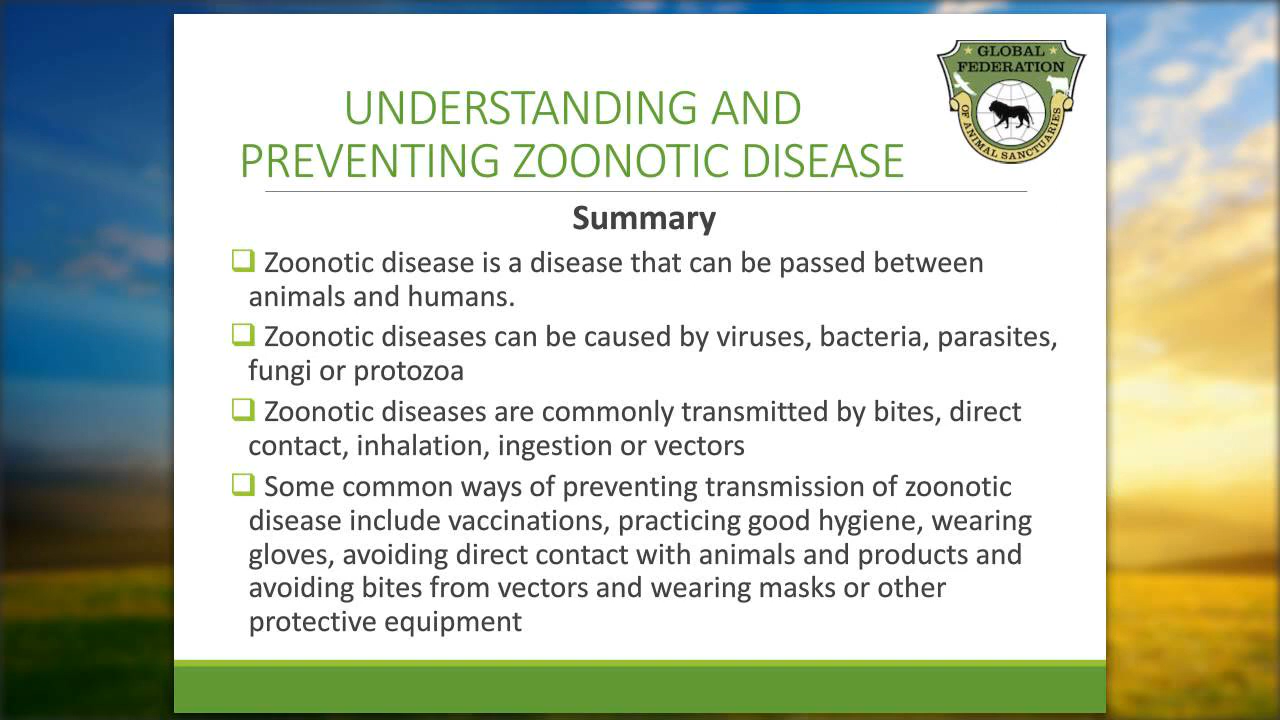 GLOBAL
FEDERATION
OF ANIMAL SANCTUARIES
UNDERSTANDING AND
PREVENTING ZOONOTIC DISEASE
Summary
Zoonotic disease is a disease that can be passed between
animals and humans.
Zoonotic diseases can be caused by viruses, bacteria, parasites,
fungi or protozoa
Zoonotic diseases are commonly transmitted by bites, direct
contact, inhalation, ingestion or vectors
Some common ways of preventing transmission of zoonotic
disease include vaccinations, practicing good hygiene, wearing
gloves, avoiding direct contact with animals and products and
avoiding bites from vectors and wearing masks or other
protective equipment